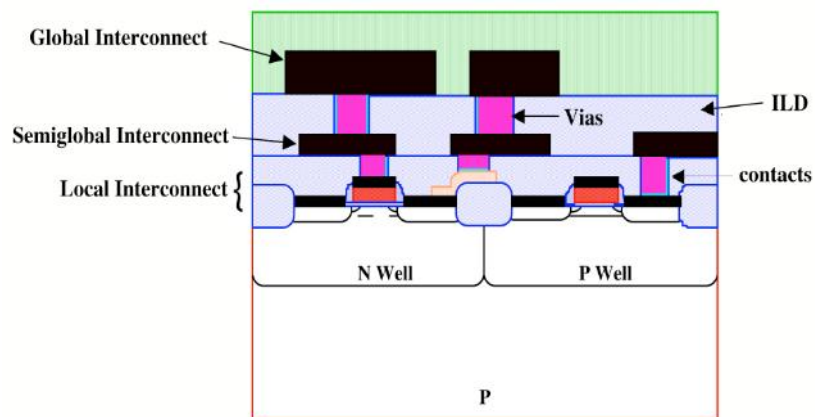 Global Interconnect
ILD
Vias
Semiglobal Interconnect
contacts
Local Interconnect {
N Well
P Well
P